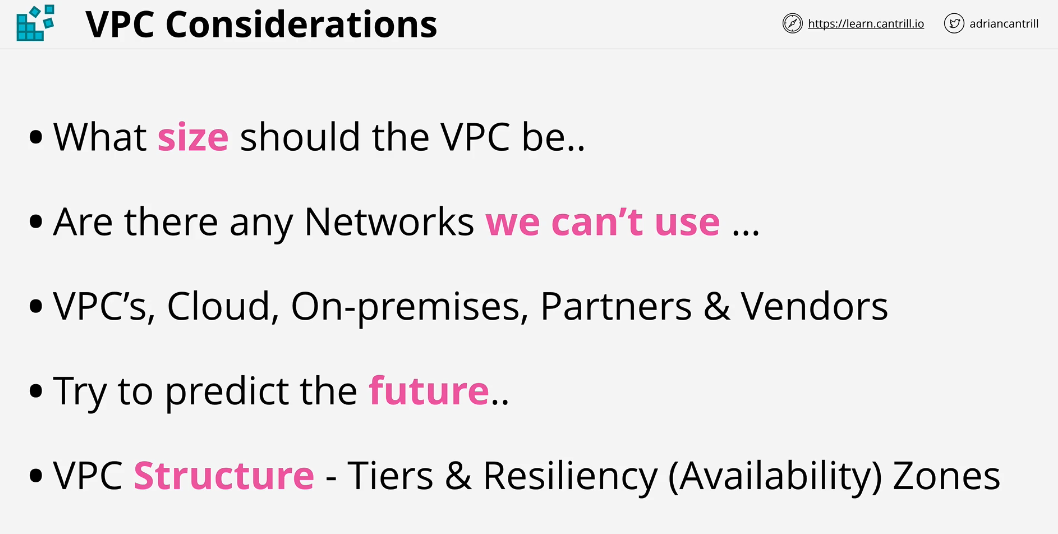 VPC Considerations
https://learn.cantrill.io
adriancantrill
• What size should the VPC be..
• Are there any Networks we can’t use ...
• VPC’s, Cloud, On-premises, Partners & Vendors
• Try to predict the future..
• VPC Structure - Tiers & Resiliency (Availability) Zones